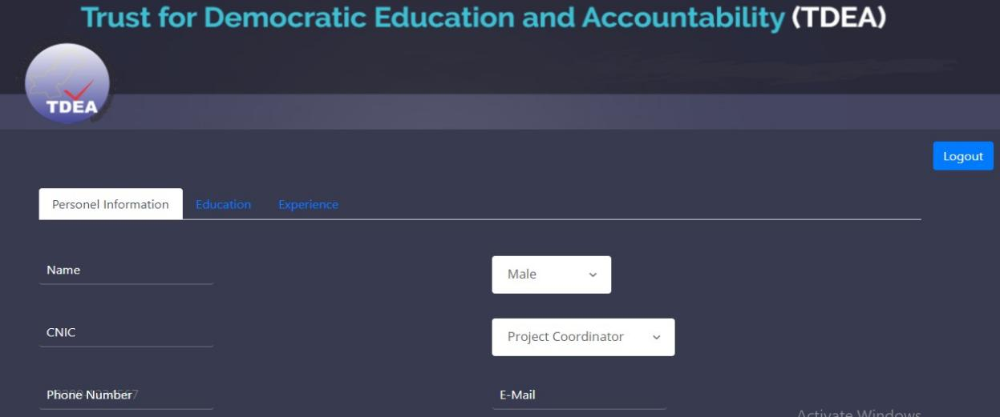 Trust for Democratic Education and Accountability (TDEA)
TDEA
Logout
Personel Information Education Experience
Name
Male
CNIC
Project Coordinator
Phone Number
E-Mail
Activate Windows